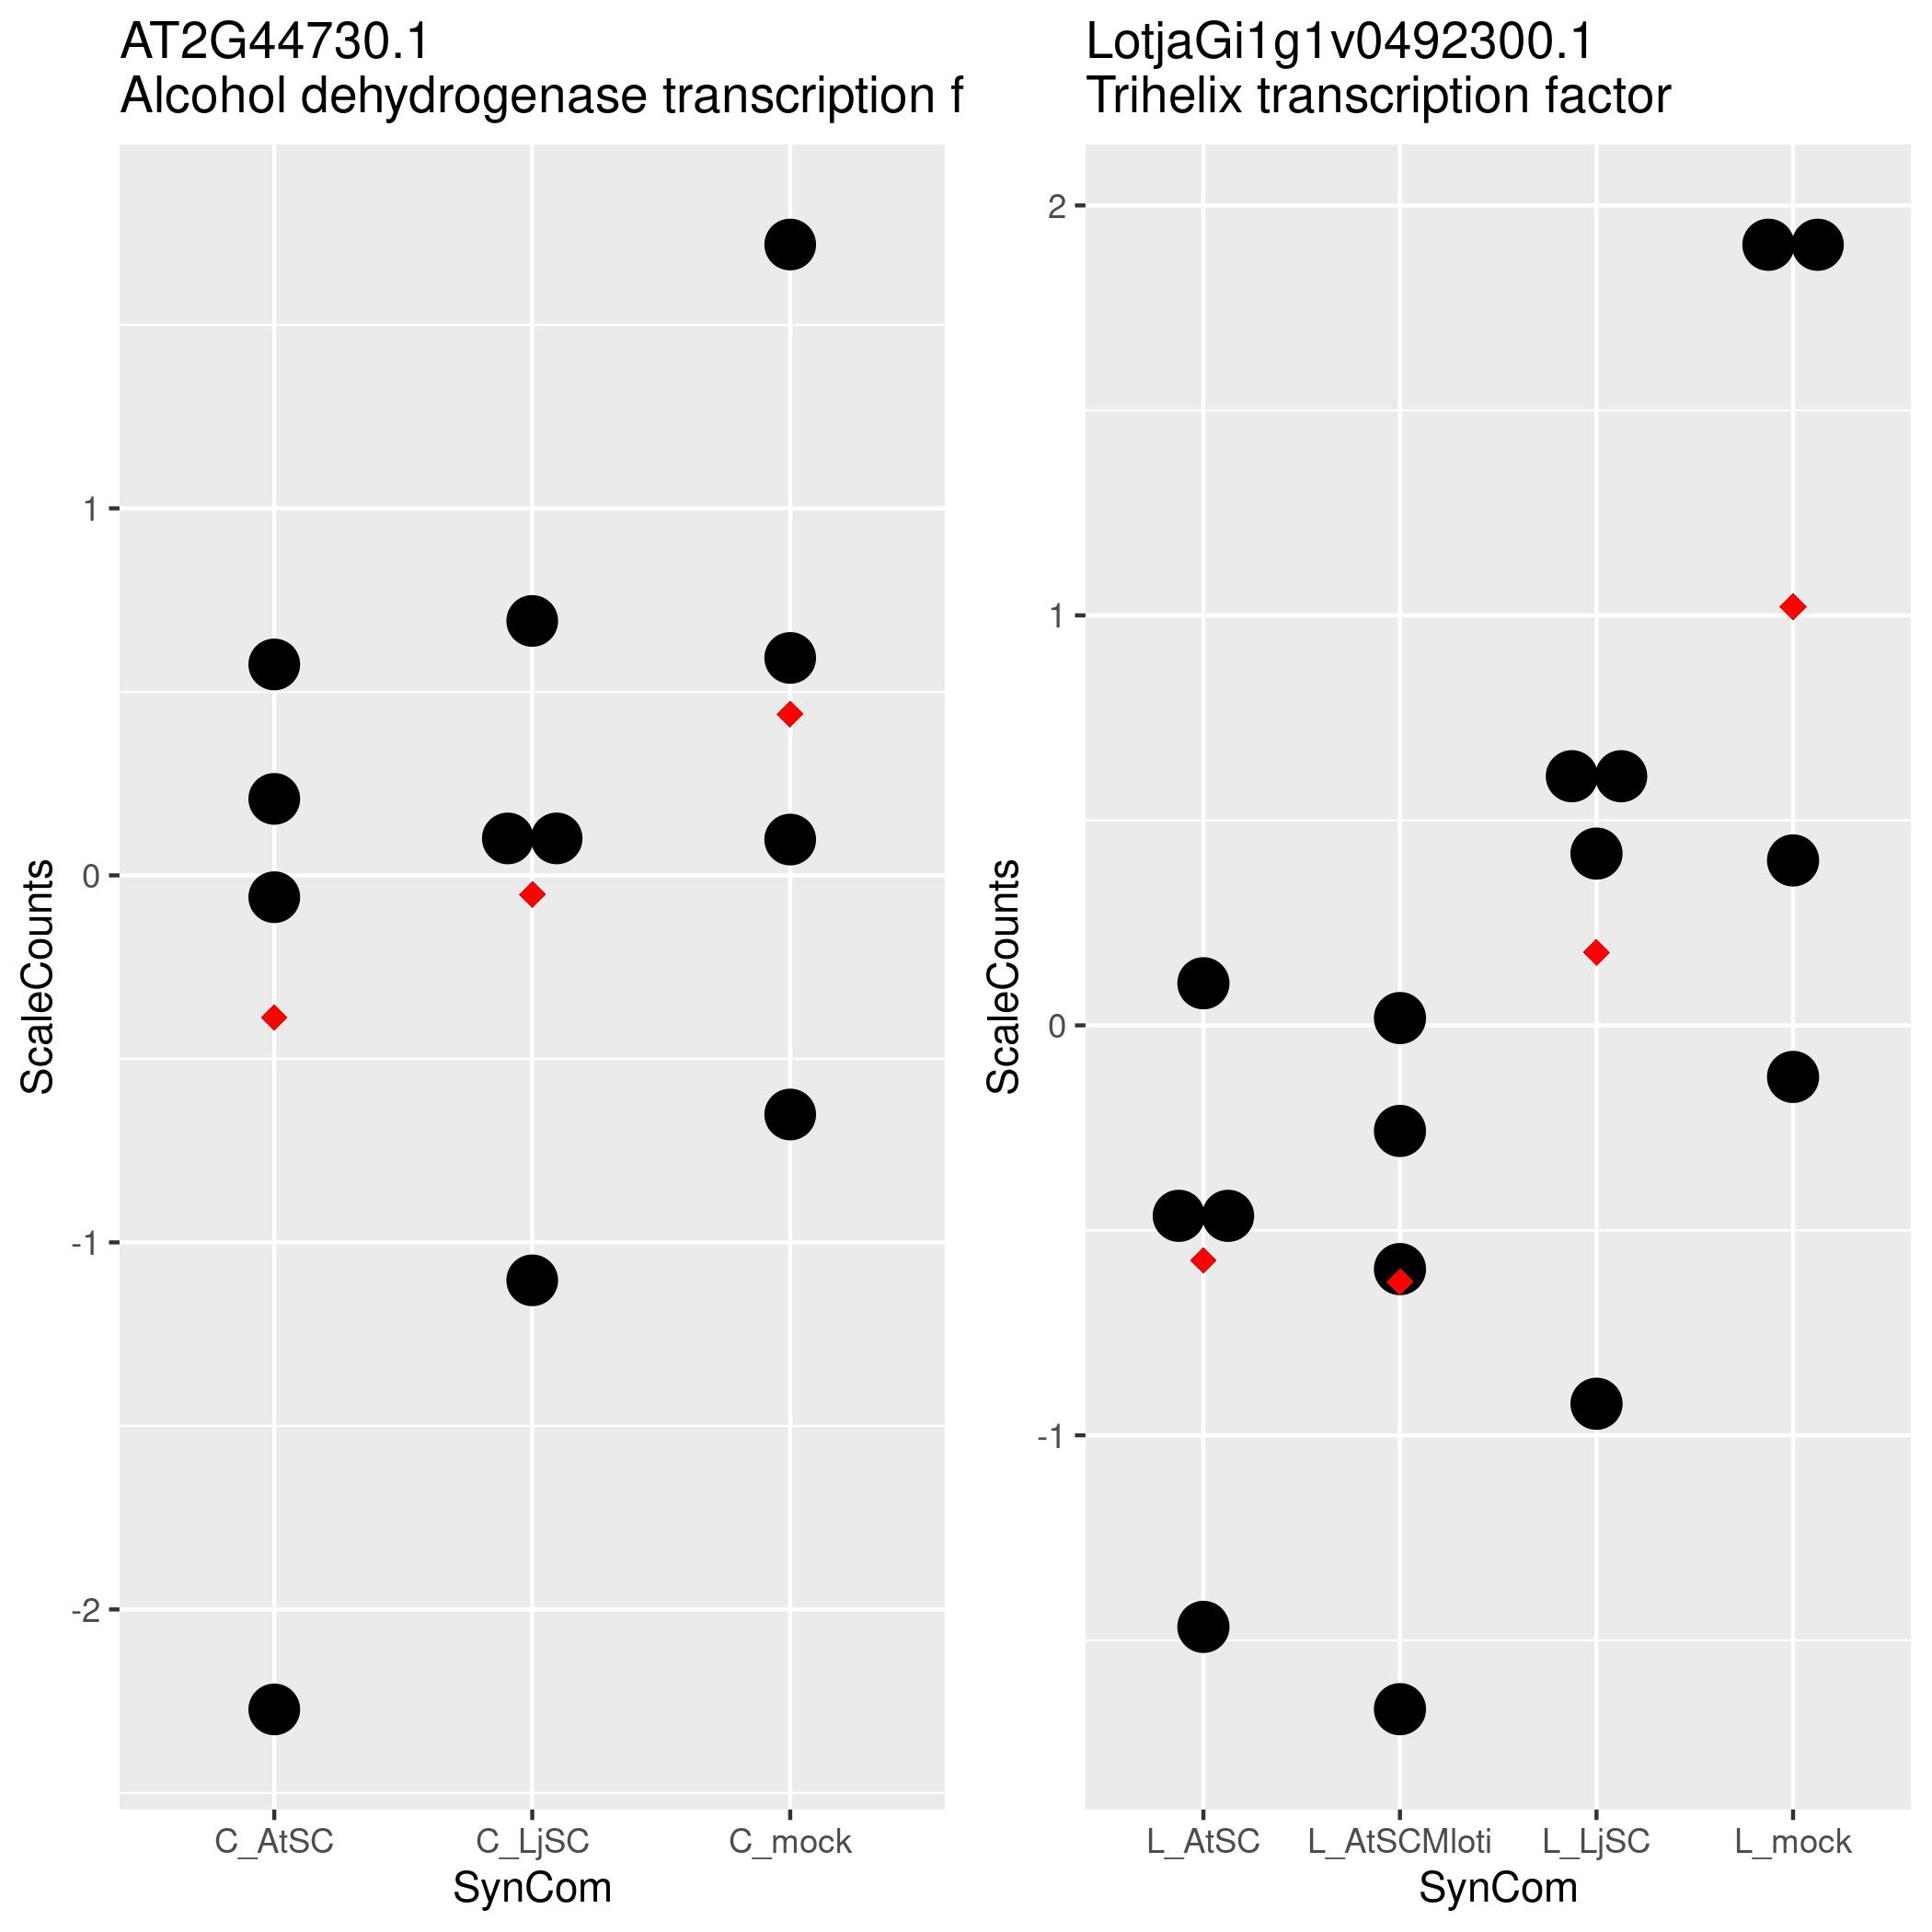 AT2G44730.1
Alcohol dehydrogenase transcription f
ScaleCounts
1
0
-1
-2
C_AtSC
C_LjSC
C_mock
SynCom
LotjaGi1g1v0492300.1
Trihelix transcription factor
ScaleCounts
2
1
0
-1
L_AtSC
L_AtSCMloti
L_LjSC
L_mock
SynCom